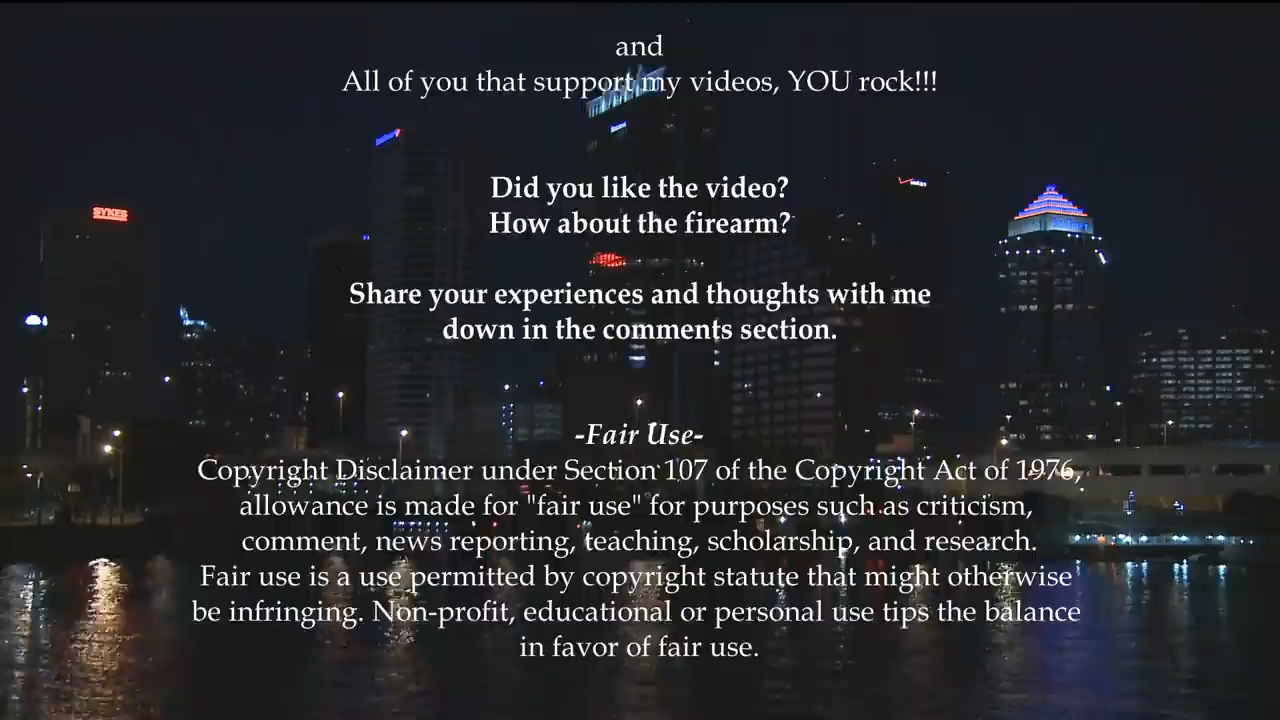 and
All of you that support my videos, YOU rock!!!
Did you like the video?
How about the firearm?
SYKES
Share your experiences and thoughts with me
down in the comments section.
-Fair Use-
Copyright Disclaimer under Section 107 of the Copyright Act of 1976,
allowance is made for "fair use" for purposes such as criticism,
comment, news reporting, teaching, scholarship, and research.
Fair use is a use permitted by copyright statute that might otherwise
be infringing. Non-profit, educational or personal use tips the balance
in favor of fair use.